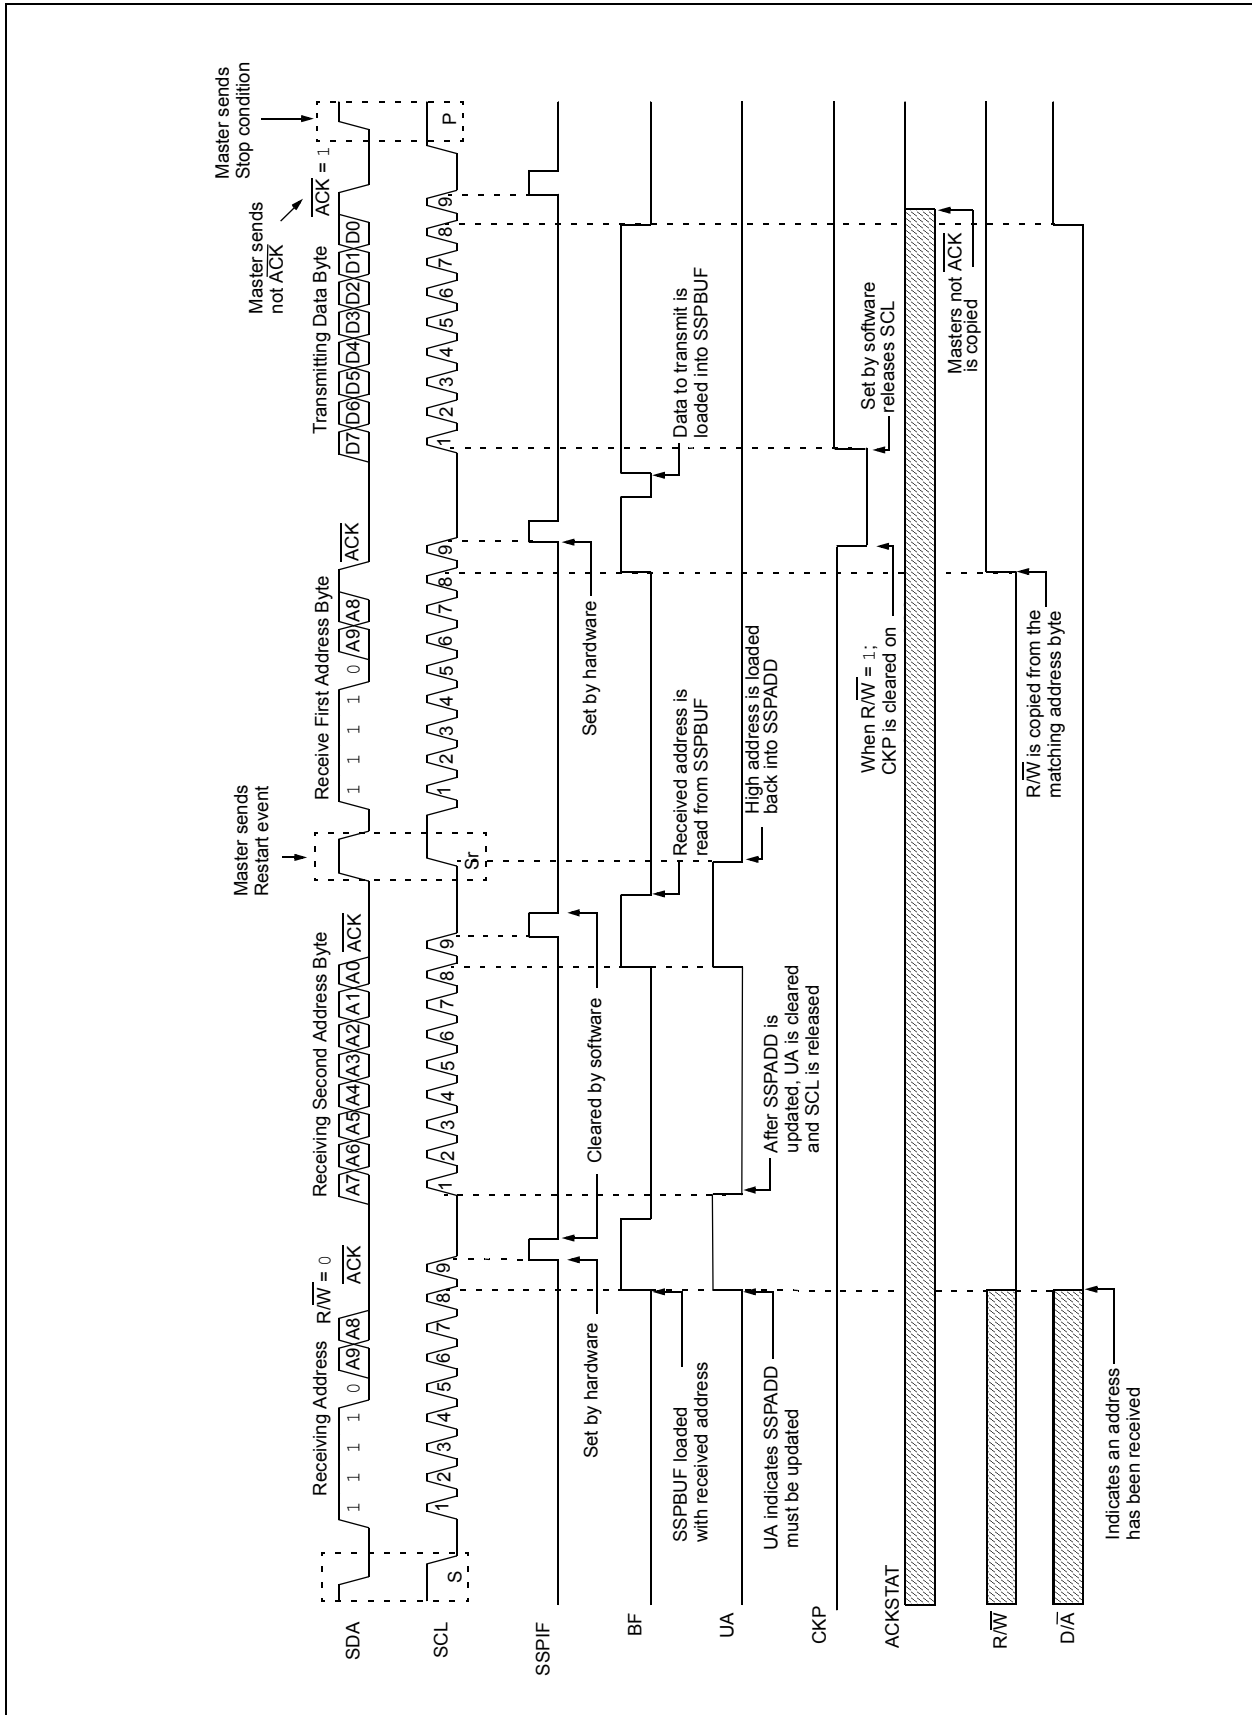 Master sends
Stop condition
Master sends
not A̅C̅K̅
A̅C̅K̅ = 1
Master sends
Restart event
Receiving Address R/W̅ = 0
Receiving Second Address Byte
Receive First Address Byte
Transmitting Data Byte
SDA
1 1 1 1 0 A9 A8 A̅C̅K̅
A7 A6 A5 A4 A3 A2 A1 A0 A̅C̅K̅
1 1 1 1 0 A9 A8 A̅C̅K̅
D7 D6 D5 D4 D3 D2 D1 D0
SCL
S 1 2 3 4 5 6 7 8 9
1 2 3 4 5 6 7 8 9
Sr 1 2 3 4 5 6 7 8 9
1 2 3 4 5 6 7 8 9 P
SSPIF
Set by hardware
Cleared by software
Set by hardware
BF
SSPBUF loaded
with received address
Received address is
read from SSPBUF
Data to transmit is
loaded into SSPBUF
UA
UA indicates SSPADD
must be updated
After SSPADD is
updated, UA is cleared
and SCL is released
High address is loaded
back into SSPADD
CKP
When R/W̅ = 1;
CKP is cleared on
Set by software
releases SCL
ACKSTAT
Masters not A̅C̅K̅
is copied
R/W̅
R/W̅ is copied from the
matching address byte
D/A̅
Indicates an address
has been received